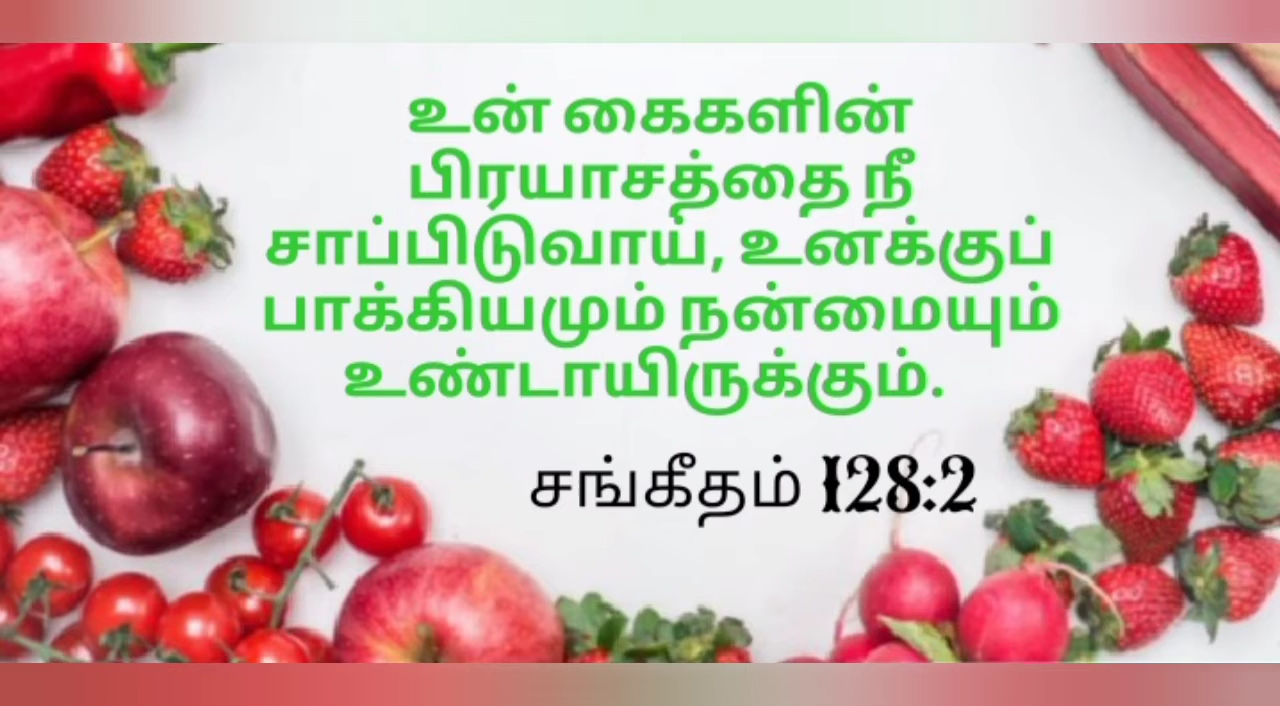 உன் கைகளின்
பிரயாசத்தை நீ
சாப்பிடுவாய், உனக்குப்
பாக்கியமும் நன்மையும்
உண்டாயிருக்கும்.
சங்கீதம் 128:2